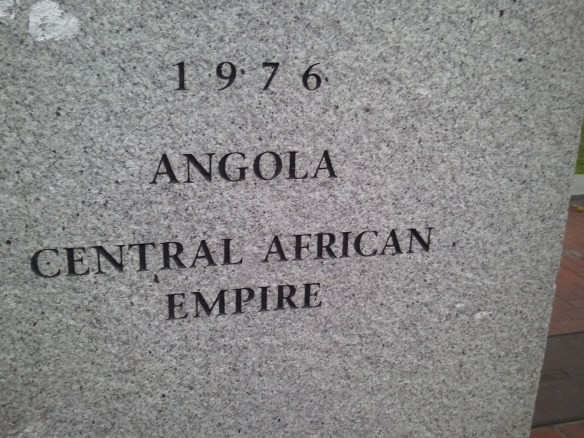 1976
ANGOLA
CENTRAL AFRICAN
EMPIRE